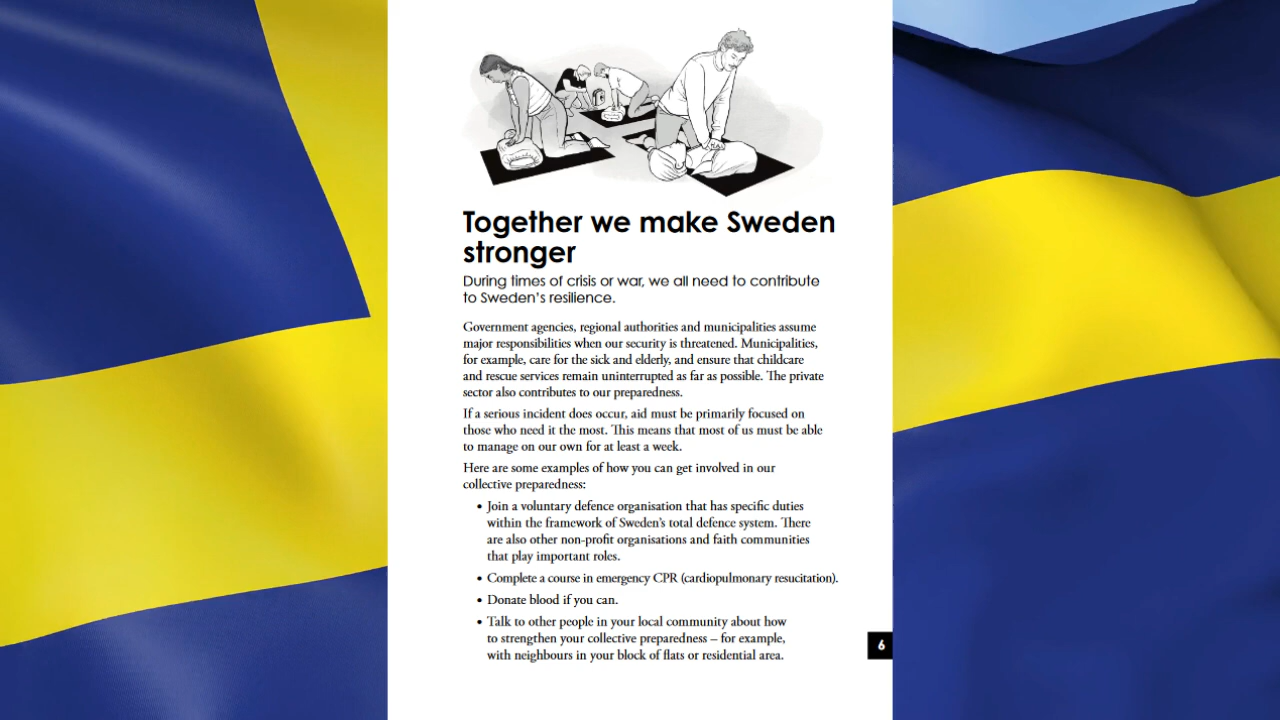 Together we make Sweden
stronger
During times of crisis or war, we all need to contribute
to Sweden's resilience.
Government agencies, regional authorities and municipalities assume
major responsibilities when our security is threatened. Municipalities,
for example, care for the sick and elderly, and ensure that childcare
and rescue services remain uninterrupted as far as possible. The private
sector also contributes to our preparedness.
If a serious incident does occur, aid must be primarily focused on
those who need it the most. This means that most of us must be able
to manage on our own for at least a week.
Here are some examples of how you can get involved in our
collective preparedness:
• Join a voluntary defence organisation that has specific duties
within the framework of Sweden's total defence system. There
are also other non-profit organisations and faith communities
that play important roles.
• Complete a course in emergency CPR (cardiopulmonary resucitation).
• Donate blood if you can.
• Talk to other people in your local community about how
to strengthen your collective preparedness – for example,
with neighbours in your block of flats or residential area.
6